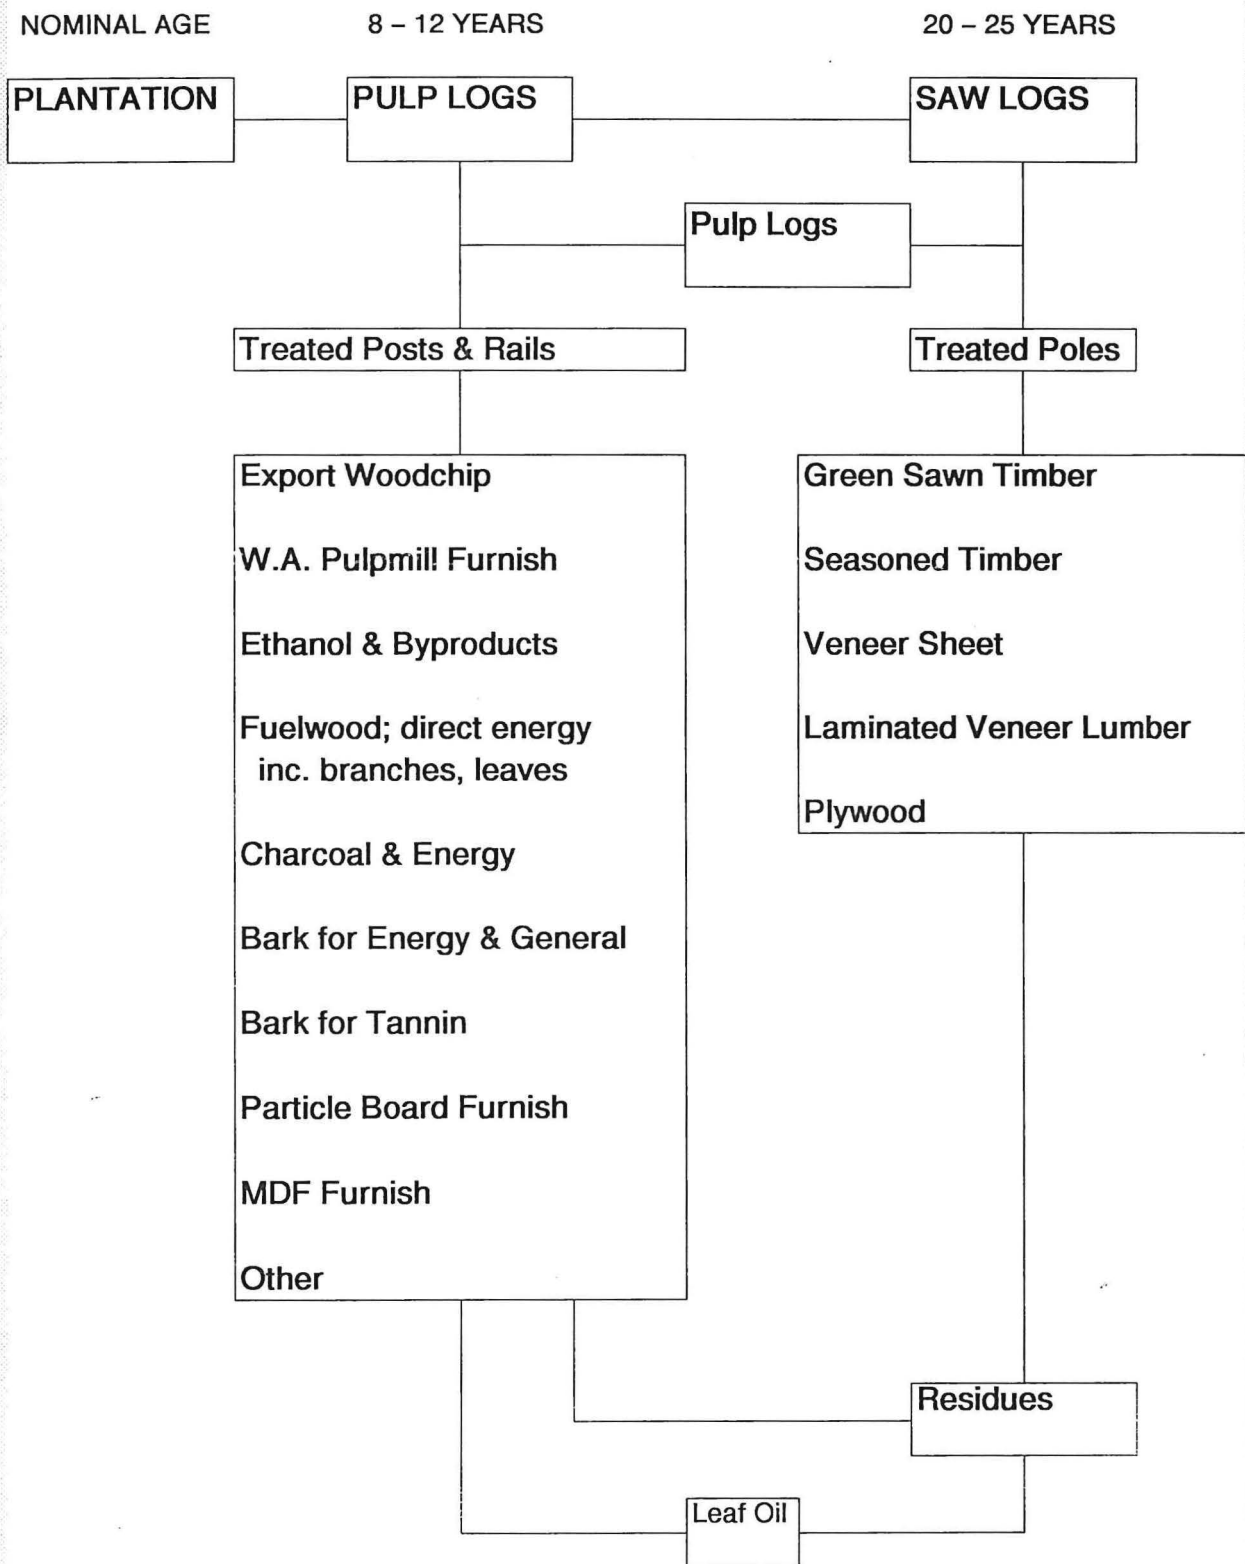 NOMINAL AGE
8 – 12 YEARS
20 – 25 YEARS
PLANTATION
PULP LOGS
SAW LOGS
Pulp Logs
Treated Posts & Rails
Treated Poles
Export Woodchip
W.A. Pulpmill Furnish
Ethanol & Byproducts
Fuelwood; direct energy
inc. branches, leaves
Charcoal & Energy
Bark for Energy & General
Bark for Tannin
Particle Board Furnish
MDF Furnish
Other
Green Sawn Timber
Seasoned Timber
Veneer Sheet
Laminated Veneer Lumber
Plywood
Residues
Leaf Oil